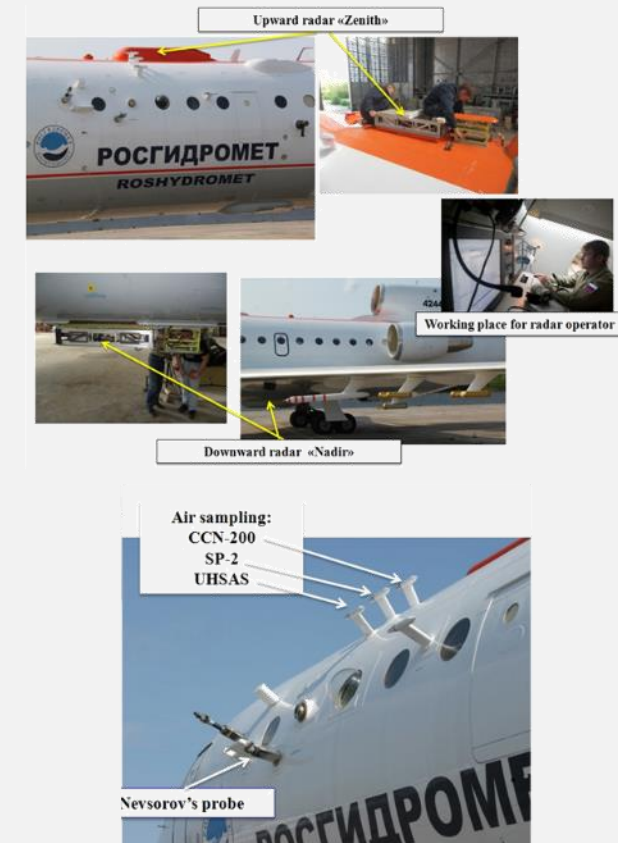 Upward radar «Zenith»
РОСГИДРОМЕТ
ROSHYDROMET
4244
Working place for radar operator
Downward radar «Nadir»
Air sampling:
CCN-200
SP-2
UHSAS
Nevsorov's probe
РОСГИДРОМЕ